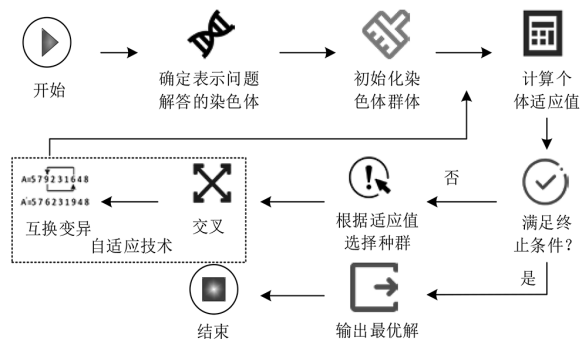 开始
确定表示问题
解答的染色体
初始化染
色体群体
计算个
体适应值
A=579231648
A=576231948
互换变异
交叉
自适应技术
根据适应值
选择种群
否
满足终
止条件?
是
结束
输出最优解